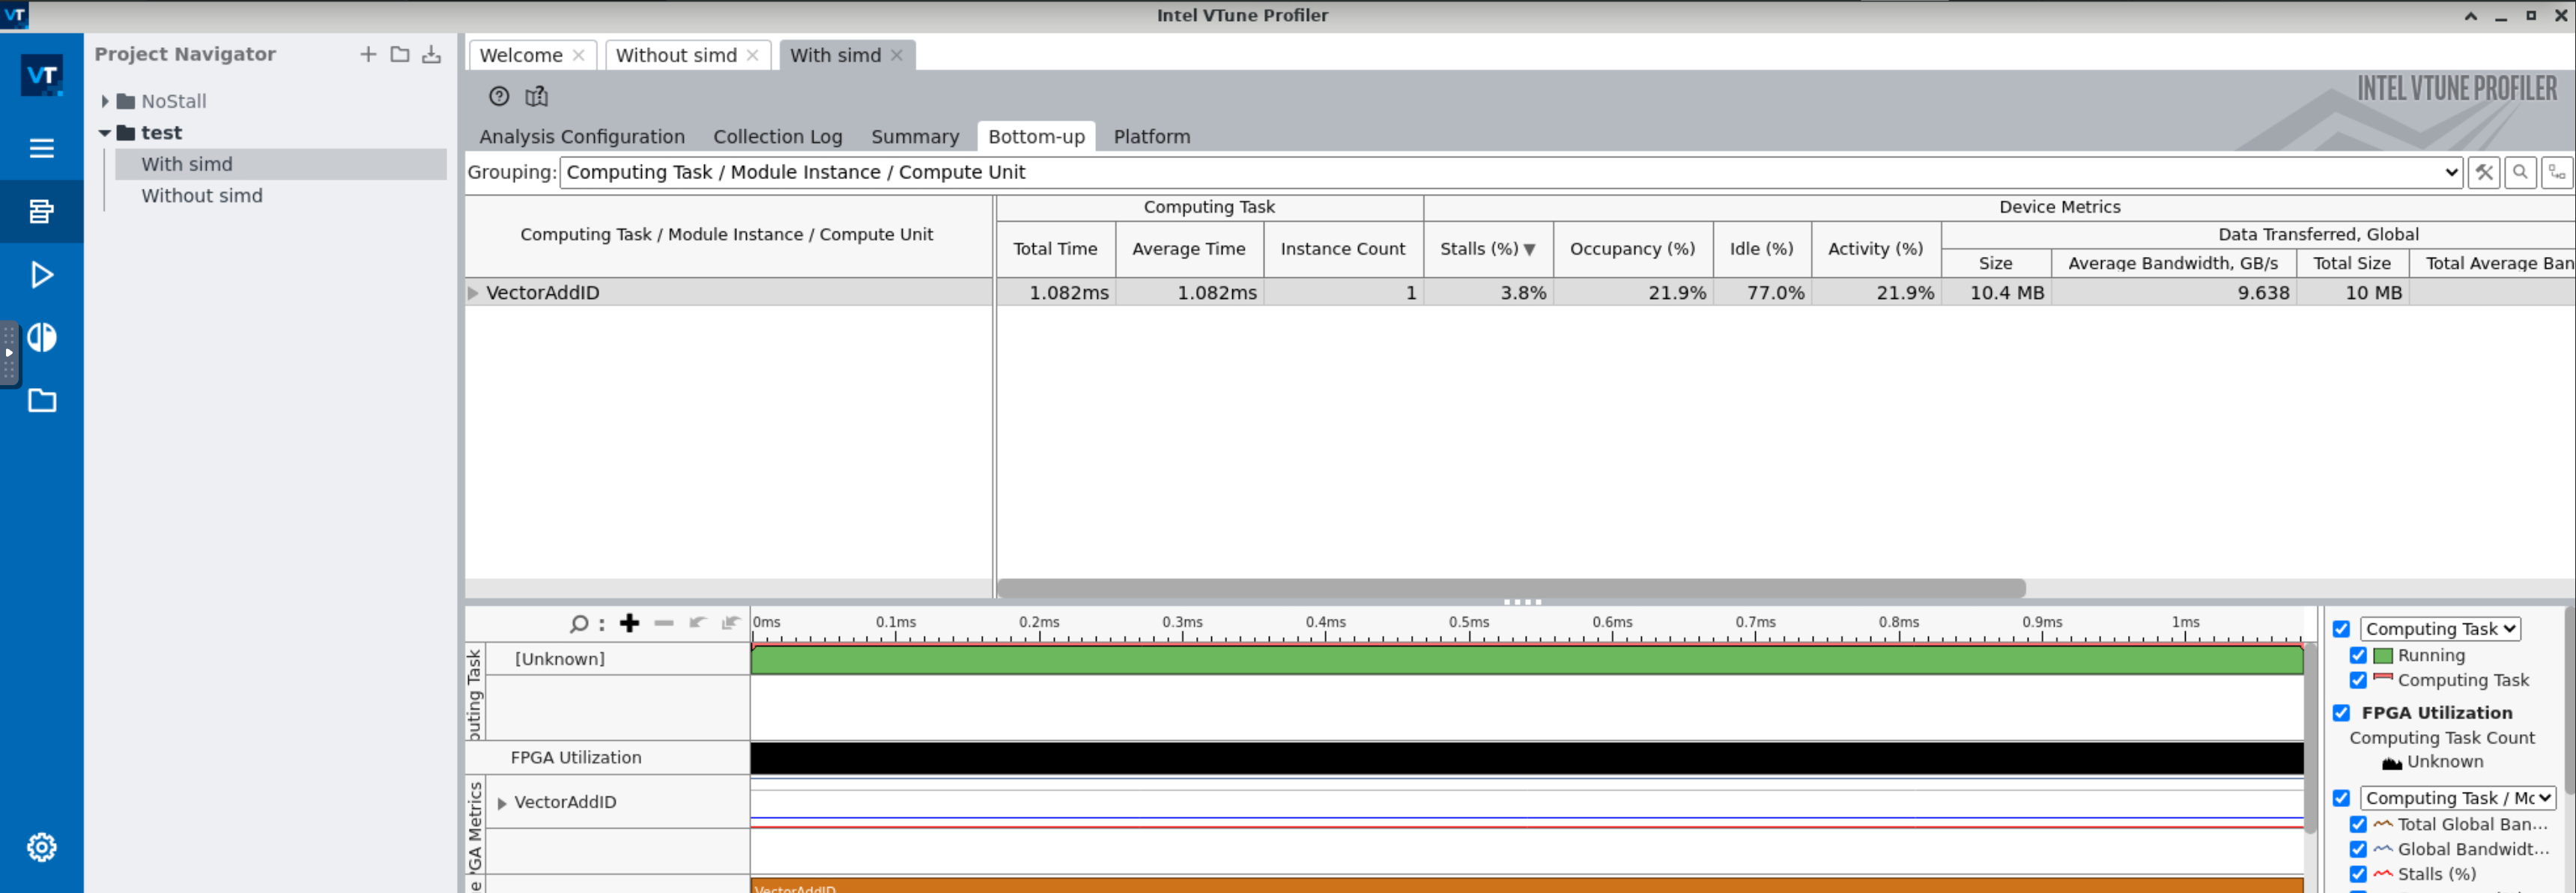 VT Intel VTune Profiler
VT
Project Navigator
NoStall
test
With simd
Without simd
Welcome Without simd With simd
INTEL VTUNE PROFILER
Analysis Configuration Collection Log Summary Bottom-up Platform
Grouping: Computing Task / Module Instance / Compute Unit
Computing Task / Module Instance / Compute Unit
Computing Task Device Metrics
Total Time Average Time Instance Count Stalls (%) Occupancy (%) Idle (%) Activity (%) Data Transferred, Global
Size Average Bandwidth, GB/s Total Size Total Average Ban
VectorAddID 1.082ms 1.082ms 1 3.8% 21.9% 77.0% 21.9% 10.4 MB 9.638 10 MB
0ms 0.1ms 0.2ms 0.3ms 0.4ms 0.5ms 0.6ms 0.7ms 0.8ms 0.9ms 1ms
puting Task
[Unknown]
FPGA Utilization
PGA Metrics
VectorAddID
VectorAddID
Computing Task
Running
Computing Task
FPGA Utilization
Computing Task Count
Unknown
Computing Task / Mc
Total Global Ban...
Global Bandwidt...
Stalls (%)